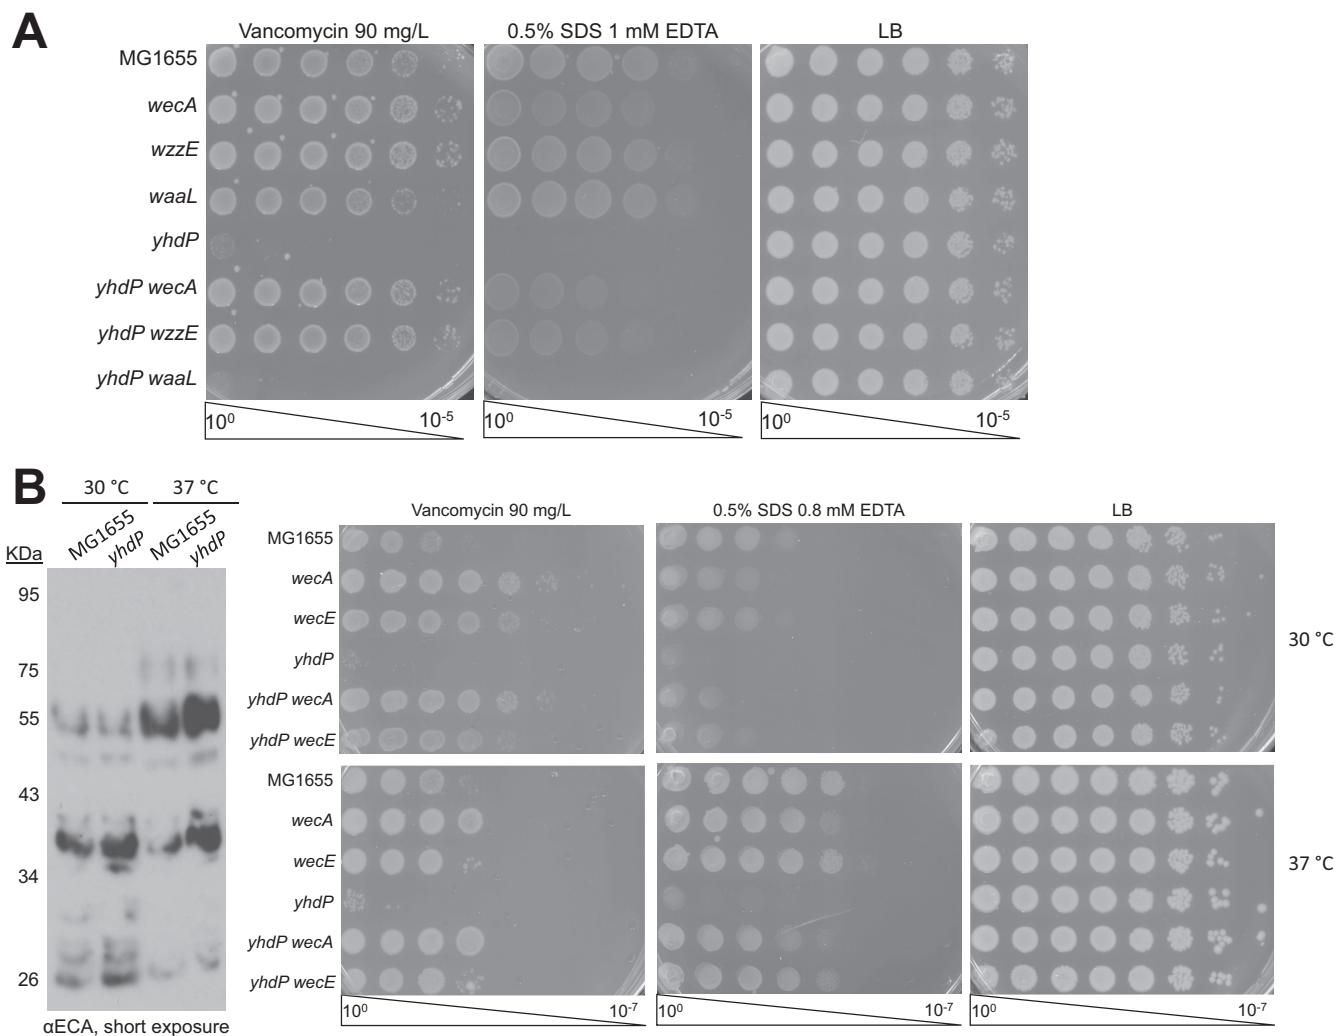 A
Vancomycin 90 mg/L
0.5% SDS 1 mM EDTA
LB
MG1655
wecA
wzzE
waaL
yhdP
yhdP wecA
yhdP wzzE
yhdP waaL
10⁰ 10⁻⁵
10⁰ 10⁻⁵
10⁰ 10⁻⁵
B
30 °C 37 °C
MG1655
yhdP
MG1655
yhdP
KDa
95
75
55
43
34
26
αECA, short exposure
Vancomycin 90 mg/L
0.5% SDS 0.8 mM EDTA
LB
MG1655
wecA
wecE
yhdP
yhdP wecA
yhdP wecE
30 °C
MG1655
wecA
wecE
yhdP
yhdP wecA
yhdP wecE
37 °C
10⁰ 10⁻⁷
10⁰ 10⁻⁷
10⁰ 10⁻⁷